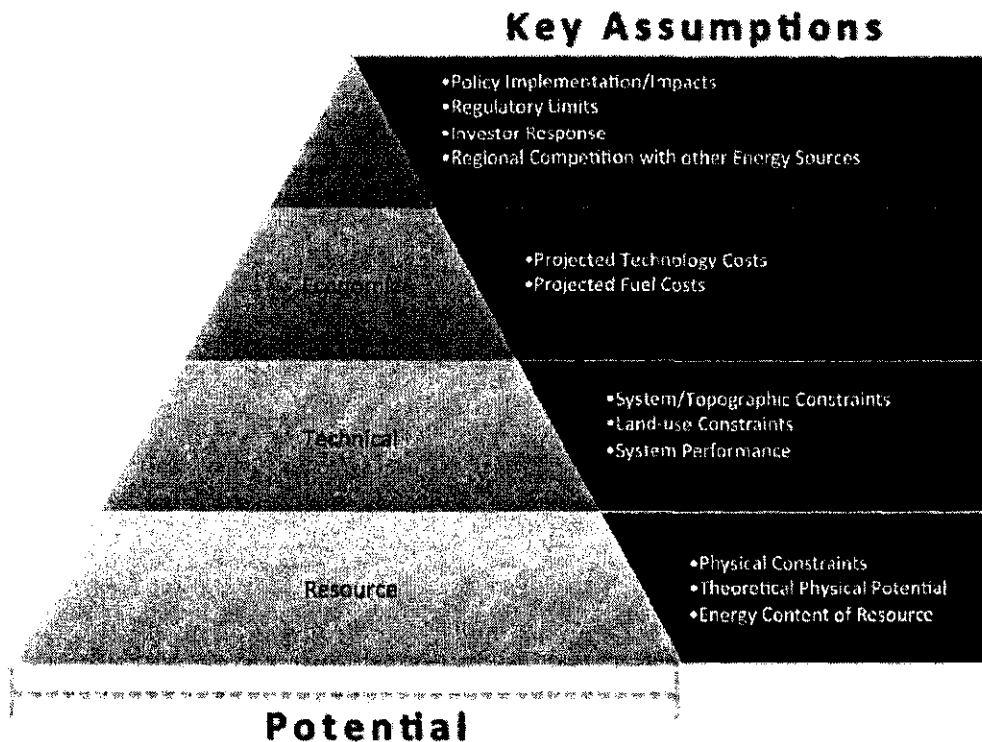 Key Assumptions
•Policy Implementation/Impacts
•Regulatory Limits
•Investor Response
•Regional Competition with other Energy Sources
Economic
•Projected Technology Costs
•Projected Fuel Costs
Technical
•System/Topographic Constraints
•Land-use Constraints
•System Performance
Resource
•Physical Constraints
•Theoretical Physical Potential
•Energy Content of Resource
Potential